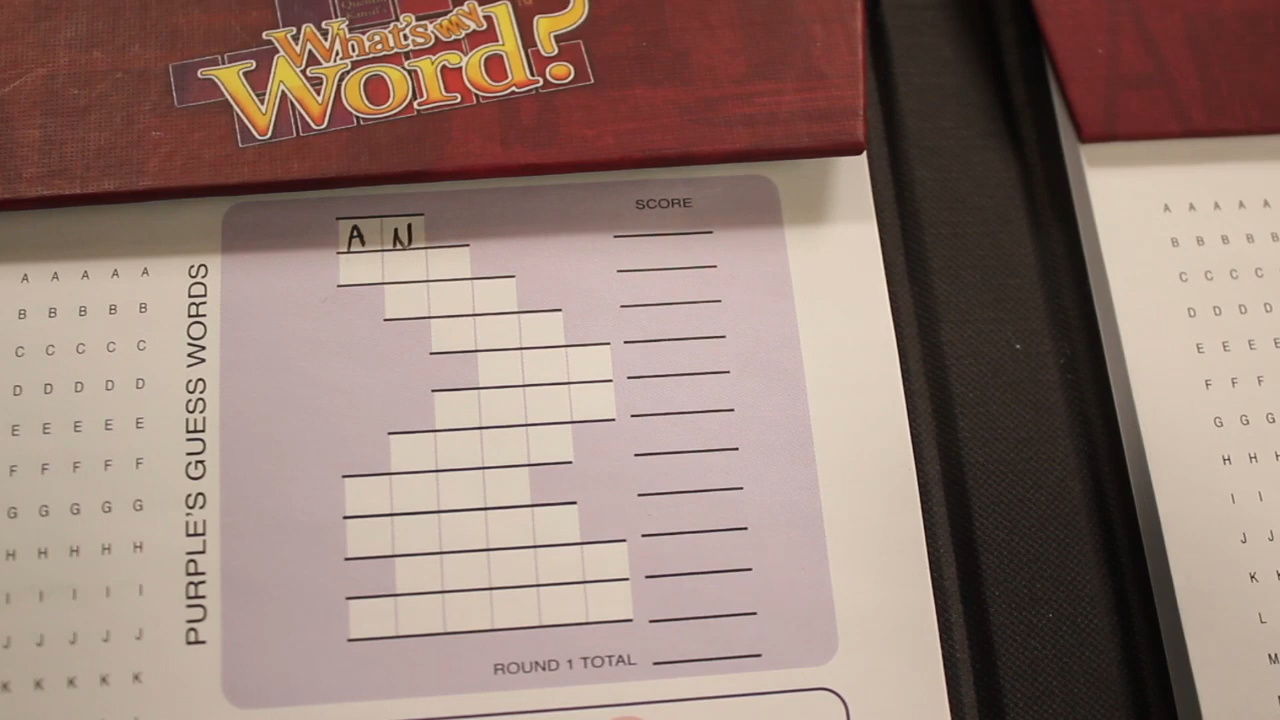 What's my
Word?
SCORE
A N
PURPLE'S GUESS WORDS
A A A A A
B B B B B
C C C C C
D D D D D
E E E E E
F F F F F
G G G G G
H H H H H
I I I I I
J J J J J
K K K K K
ROUND 1 TOTAL
A A A A A
B B B B B
C C C C
D D D D
E E E E
F F F
G G G
H H H
I I
J J
K K
L
M